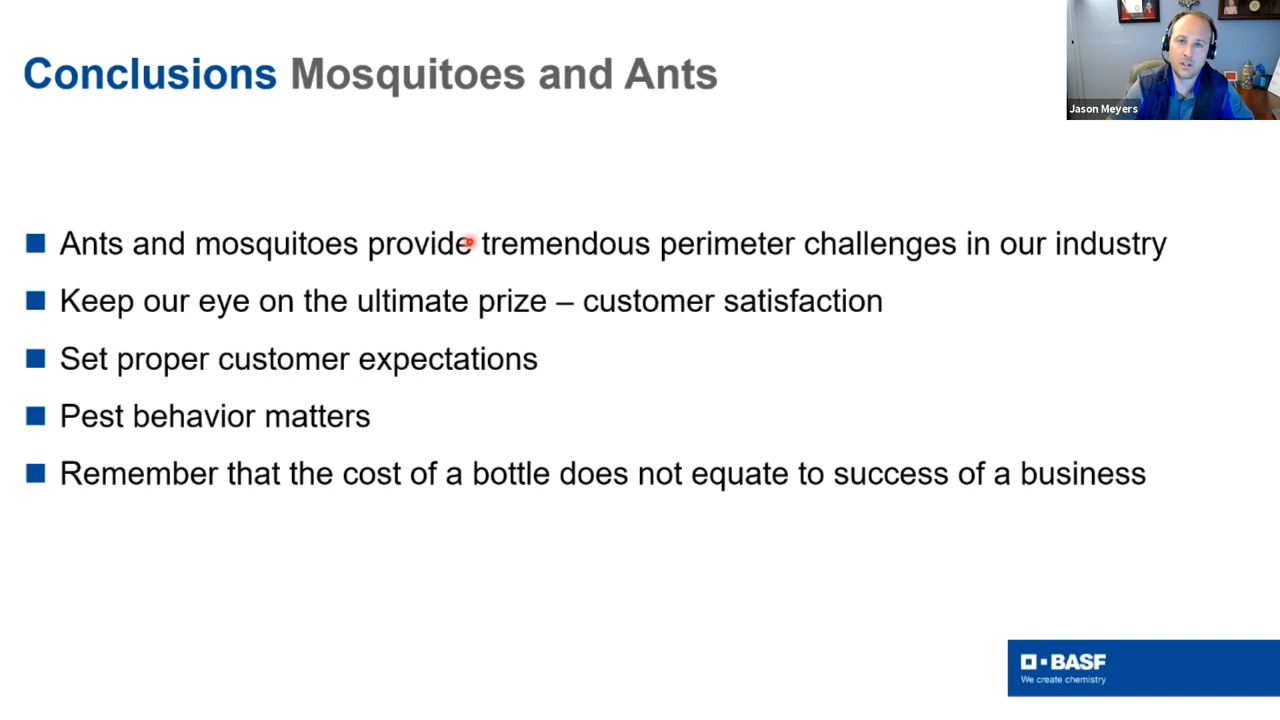 Conclusions Mosquitoes and Ants
Jason Meyers
Ants and mosquitoes provide tremendous perimeter challenges in our industry
Keep our eye on the ultimate prize – customer satisfaction
Set proper customer expectations
Pest behavior matters
Remember that the cost of a bottle does not equate to success of a business
BASF
We create chemistry